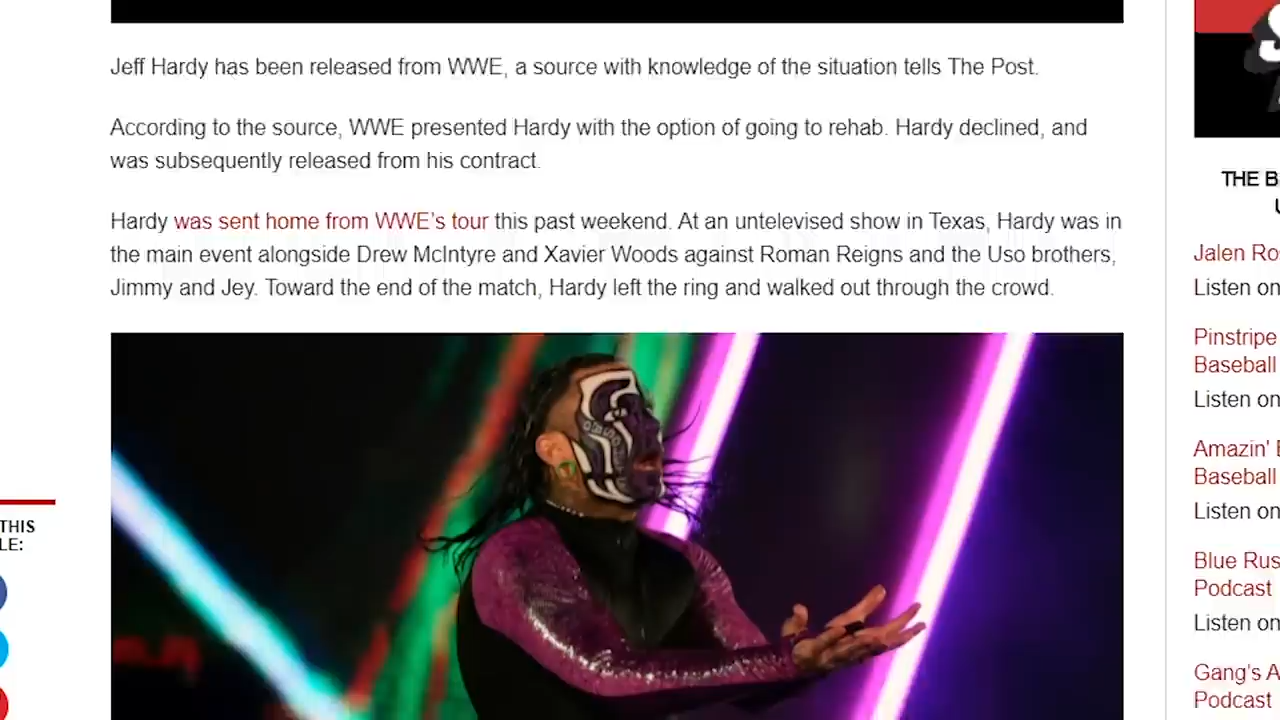 Jeff Hardy has been released from WWE, a source with knowledge of the situation tells The Post.
According to the source, WWE presented Hardy with the option of going to rehab. Hardy declined, and
was subsequently released from his contract.
Hardy was sent home from WWE's tour this past weekend. At an untelevised show in Texas, Hardy was in
the main event alongside Drew McIntyre and Xavier Woods against Roman Reigns and the Uso brothers,
Jimmy and Jey. Toward the end of the match, Hardy left the ring and walked out through the crowd.
THIS
LE:
THE B
Jalen Ro
Listen on
Pinstripe
Baseball
Listen on
Amazin'
Baseball
Listen on
Blue Rus
Podcast
Listen on
Gang's A
Podcast